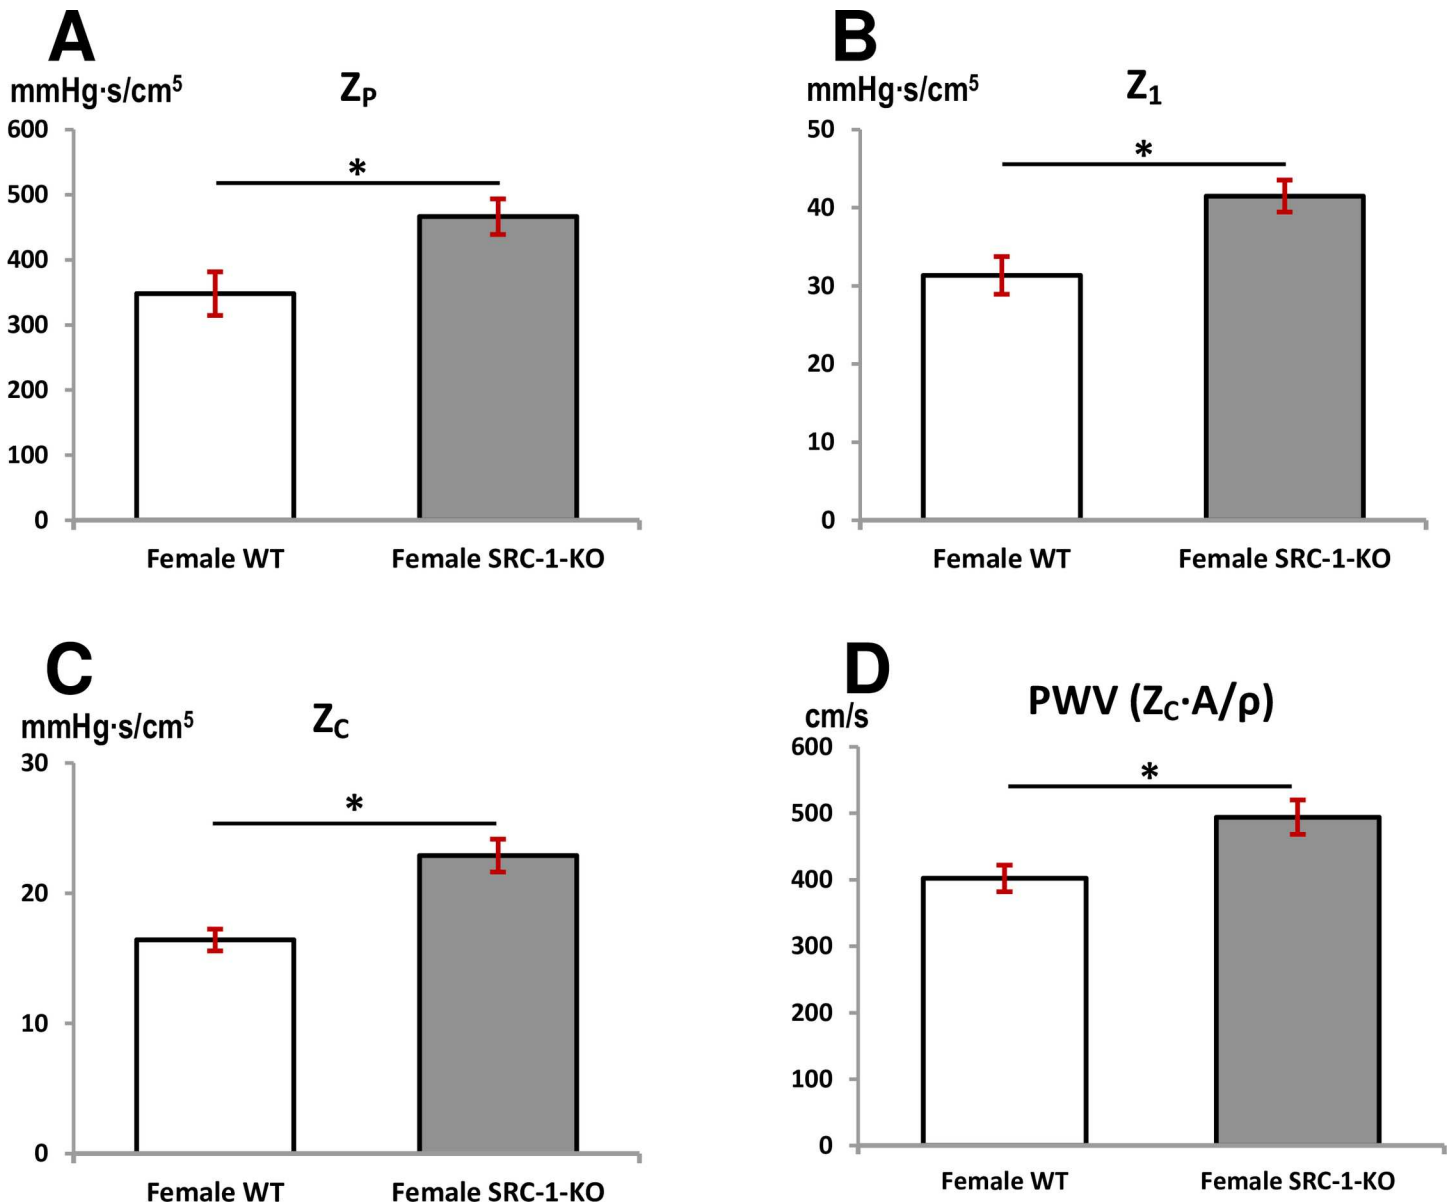 A
mmHg·s/cm⁵
Z_P
600
500
400
300
200
100
0
*
Female WT
Female SRC-1-KO
B
mmHg·s/cm⁵
Z₁
50
40
30
20
10
0
*
Female WT
Female SRC-1-KO
C
mmHg·s/cm⁵
Z_C
30
20
10
0
*
Female WT
Female SRC-1-KO
D
cm/s
PWV (Z_C·A/ρ)
600
500
400
300
200
100
0
*
Female WT
Female SRC-1-KO